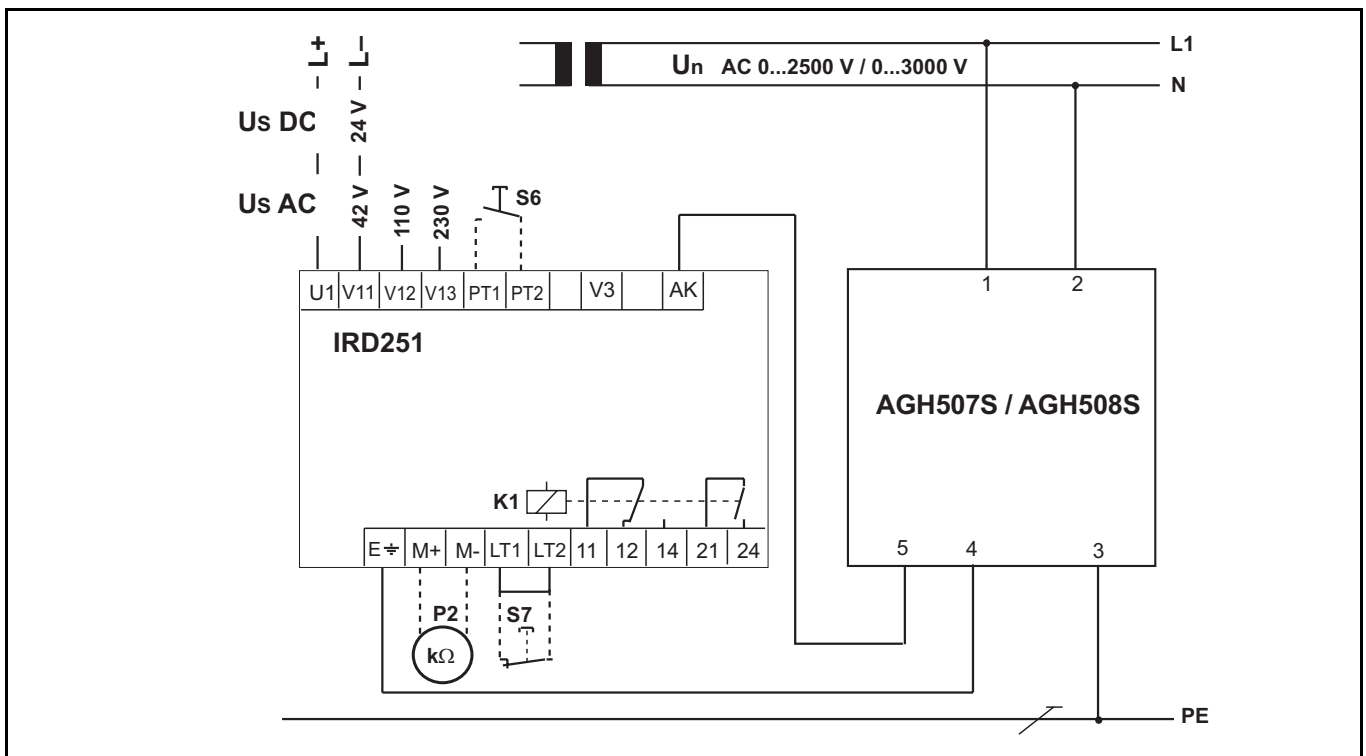 L+ L–
L1
Un AC 0...2500 V / 0...3000 V
N
Us DC
24 V
Us AC
42 V
110 V
230 V
S6
U1 V11 V12 V13 PT1 PT2 V3 AK
1 2
IRD251
AGH507S / AGH508S
K1
E⏚ M+ M- LT1 LT2 11 12 14 21 24
5 4 3
P2
S7
kΩ
PE